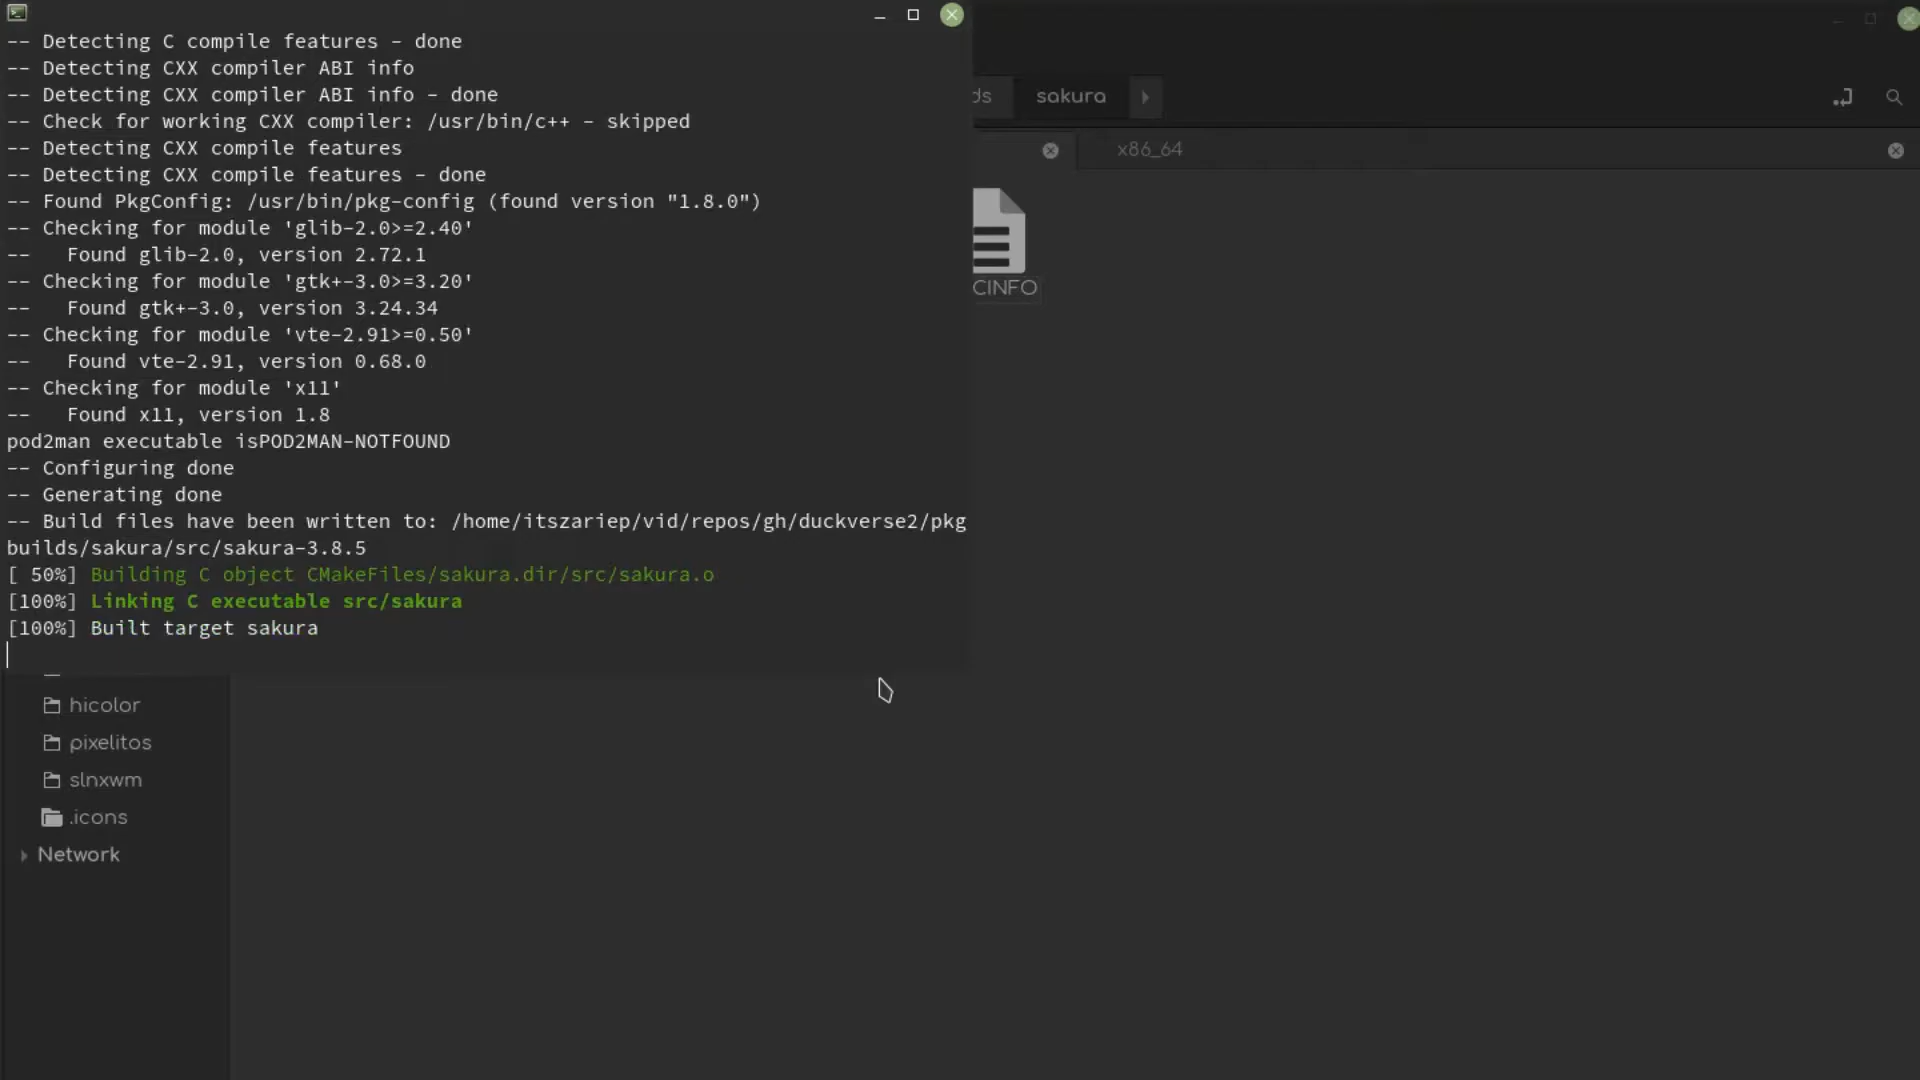 -- Detecting C compile features - done
-- Detecting CXX compiler ABI info
-- Detecting CXX compiler ABI info - done
-- Check for working CXX compiler: /usr/bin/c++ - skipped
-- Detecting CXX compile features
-- Detecting CXX compile features - done
-- Found PkgConfig: /usr/bin/pkg-config (found version "1.8.0")
-- Checking for module 'glib-2.0>=2.40'
--   Found glib-2.0, version 2.72.1
-- Checking for module 'gtk+-3.0>=3.20'
--   Found gtk+-3.0, version 3.24.34
-- Checking for module 'vte-2.91>=0.50'
--   Found vte-2.91, version 0.68.0
-- Checking for module 'x11'
--   Found x11, version 1.8
pod2man executable isPOD2MAN-NOTFOUND
-- Configuring done
-- Generating done
-- Build files have been written to: /home/itszariep/vid/repos/gh/duckverse2/pkg
builds/sakura/src/sakura-3.8.5
[ 50%] Building C object CMakeFiles/sakura.dir/src/sakura.o
[100%] Linking C executable src/sakura
[100%] Built target sakura
ds
sakura
x86_64
CINFO
hicolor
pixelitos
slnxwm
.icons
Network